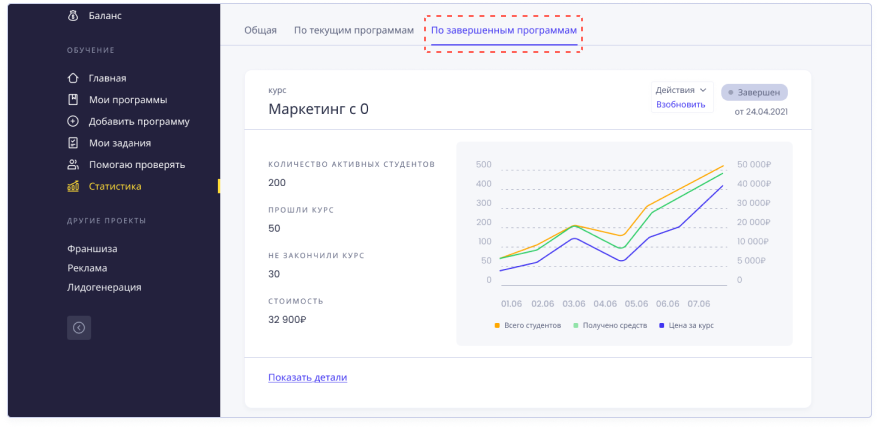 Баланс
ОБУЧЕНИЕ
Главная
Мои программы
Добавить программу
Мои задания
Помогаю проверять
Статистика
ДРУГИЕ ПРОЕКТЫ
Франшиза
Реклама
Лидогенерация
Общая По текущим программам По завершенным программам
курс
Маркетинг с 0
Действия
Возобновить
Завершен
от 24.04.2021
КОЛИЧЕСТВО АКТИВНЫХ СТУДЕНТОВ
200
ПРОШЛИ КУРС
50
НЕ ЗАКОНЧИЛИ КУРС
30
СТОИМОСТЬ
32 900₽
500 50 000₽
400 40 000₽
300 30 000₽
200 20 000₽
100 10 000₽
50 5 000₽
0 0
01.06 02.06 03.06 04.06 05.06 06.06 07.06
Всего студентов Получено средств Цена за курс
Показать детали